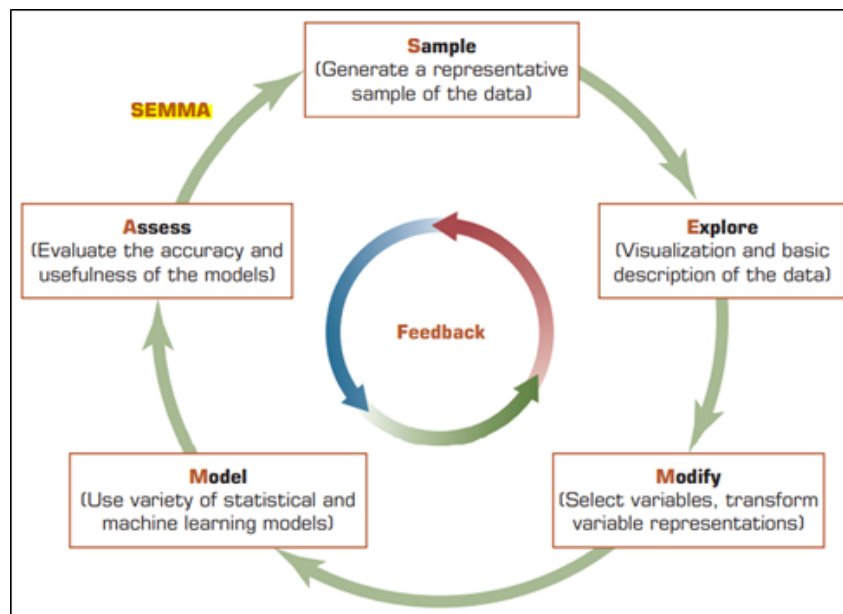 Sample
(Generate a representative
sample of the data)
SEMMA
Assess
(Evaluate the accuracy and
usefulness of the models)
Explore
(Visualization and basic
description of the data)
Feedback
Model
(Use variety of statistical and
machine learning models)
Modify
(Select variables, transform
variable representations)